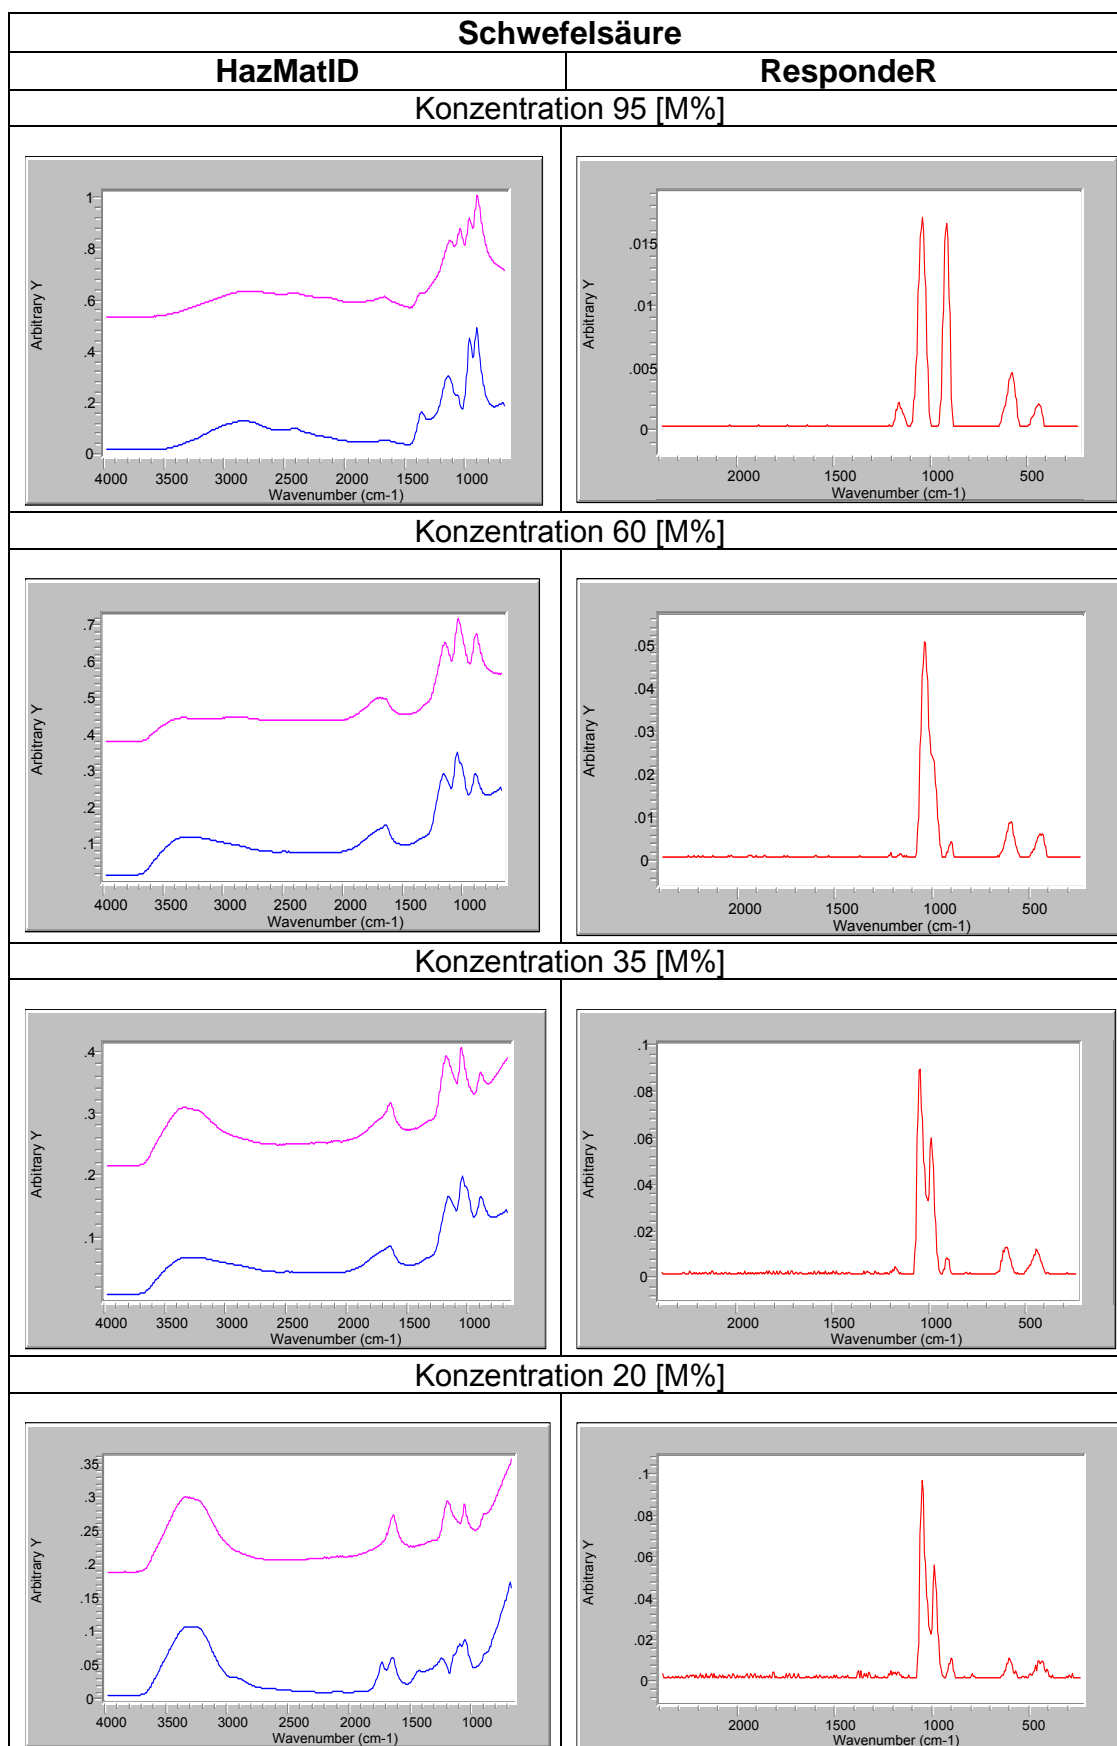 Schwefelsäure
HazMatID RespondeR
Konzentration 95 [M%]
Arbitrary Y
1
.8
.6
.4
.2
0
4000 3500 3000 2500 2000 1500 1000
Wavenumber (cm-1)
Arbitrary Y
.015
.01
.005
0
2000 1500 1000 500
Wavenumber (cm-1)
Konzentration 60 [M%]
Arbitrary Y
.7
.6
.5
.4
.3
.2
.1
4000 3500 3000 2500 2000 1500 1000
Wavenumber (cm-1)
Arbitrary Y
.05
.04
.03
.02
.01
0
2000 1500 1000 500
Wavenumber (cm-1)
Konzentration 35 [M%]
Arbitrary Y
.4
.3
.2
.1
4000 3500 3000 2500 2000 1500 1000
Wavenumber (cm-1)
Arbitrary Y
.1
.08
.06
.04
.02
0
2000 1500 1000 500
Wavenumber (cm-1)
Konzentration 20 [M%]
Arbitrary Y
.35
.3
.25
.2
.15
.1
.05
0
4000 3500 3000 2500 2000 1500 1000
Wavenumber (cm-1)
Arbitrary Y
.1
.08
.06
.04
.02
0
2000 1500 1000 500
Wavenumber (cm-1)